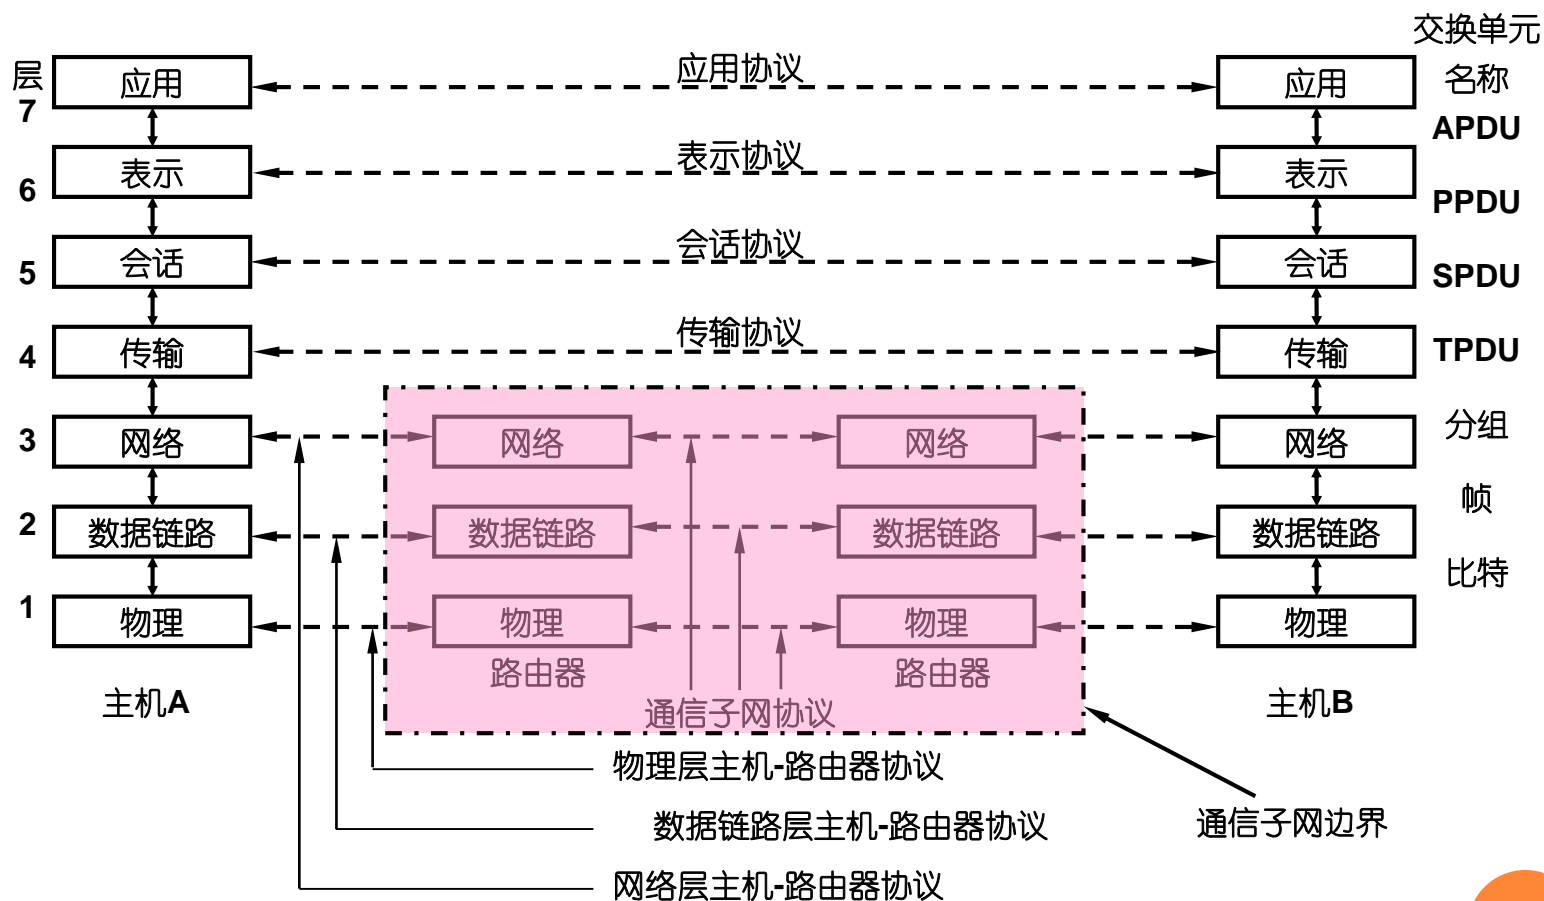 交换单元
层 应用 应用协议 应用 名称
7 APDU
表示 表示协议 表示
6 PPDU
会话 会话协议 会话
5 SPDU
传输 传输协议 传输
4 TPDU
3 网络 网络 网络 网络 分组
2 数据链路 数据链路 数据链路 数据链路 帧
1 物理 物理 物理 物理 比特
路由器 路由器
主机A 通信子网协议 主机B
物理层主机-路由器协议
数据链路层主机-路由器协议 通信子网边界
网络层主机-路由器协议